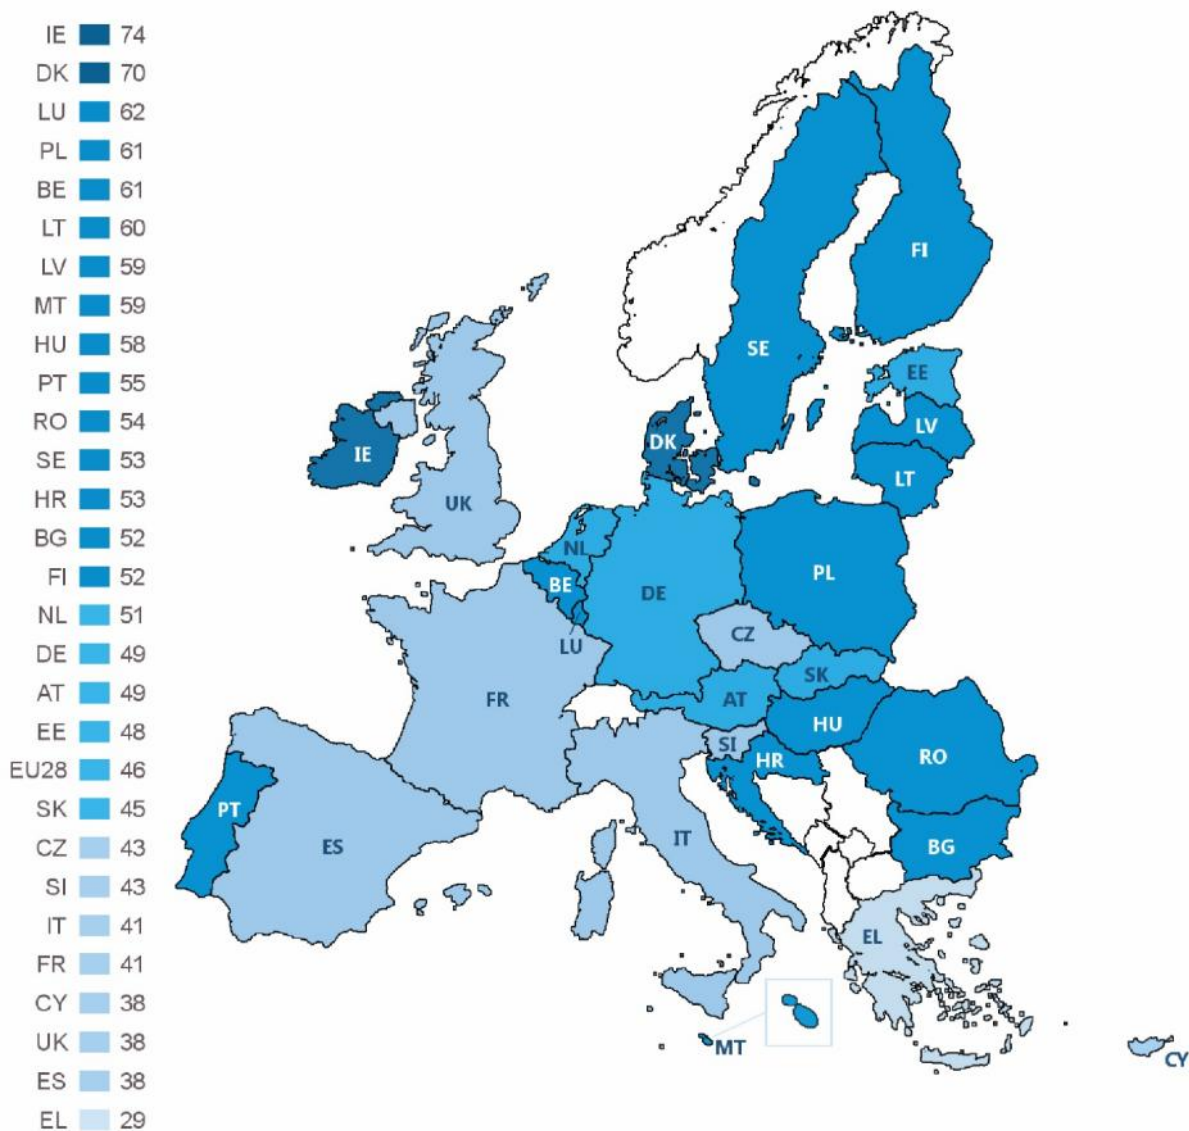 IE 74
DK 70
LU 62
PL 61
BE 61
LT 60
LV 59
MT 59
HU 58
PT 55
RO 54
SE 53
HR 53
BG 52
FI 52
NL 51
DE 49
AT 49
EE 48
EU28 46
SK 45
CZ 43
SI 43
IT 41
FR 41
CY 38
UK 38
ES 38
EL 29
FI
SE
EE
LV
LT
DK
IE
UK
NL
BE
DE
PL
LU
CZ
SK
FR
AT
HU
SI
HR
RO
PT
ES
IT
BG
EL
MT
CY